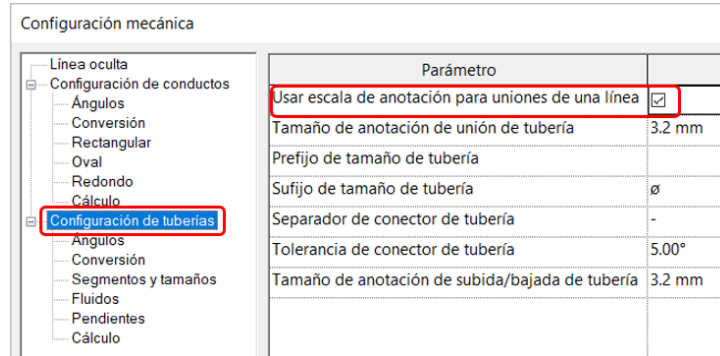 Configuración mecánica
Línea oculta
Configuración de conductos
Ángulos
Conversión
Rectangular
Oval
Redondo
Cálculo
Configuración de tuberías
Ángulos
Conversión
Segmentos y tamaños
Fluidos
Pendientes
Cálculo
Parámetro
Usar escala de anotación para uniones de una línea
Tamaño de anotación de unión de tubería 3.2 mm
Prefijo de tamaño de tubería
Sufijo de tamaño de tubería ø
Separador de conector de tubería -
Tolerancia de conector de tubería 5.00°
Tamaño de anotación de subida/bajada de tubería 3.2 mm